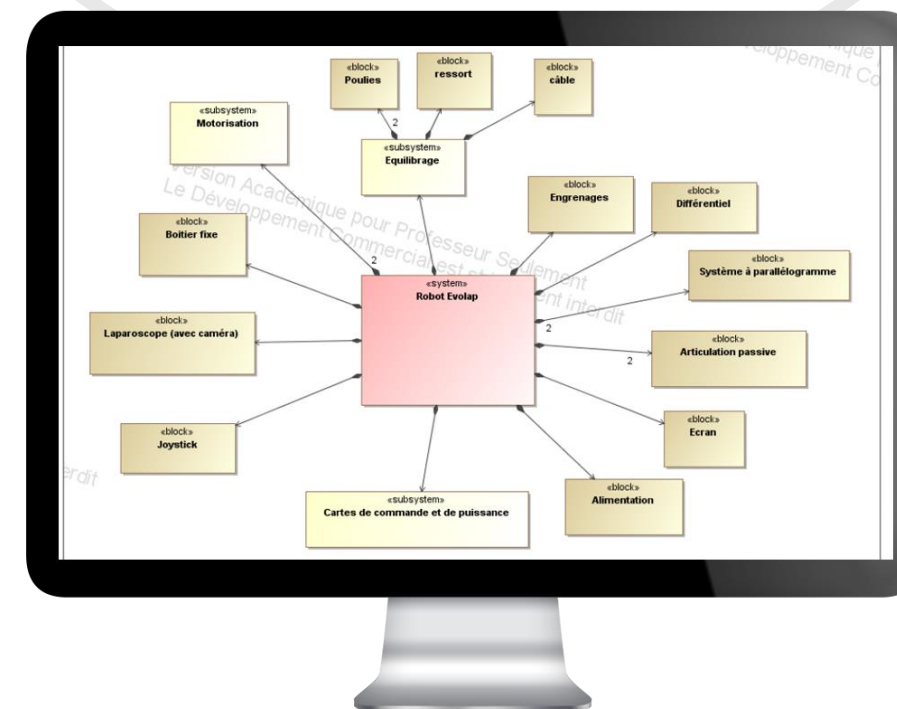 «block»
Poulies
«block»
ressort
«block»
câble
2
«subsystem»
Motorisation
«subsystem»
Equilibrage
«block»
Engrenages
«block»
Différentiel
«block»
Boitier fixe
2
«system»
Robot Evolap
«block»
Système à parallélogramme
2
«block»
Laparoscope (avec caméra)
«block»
Articulation passive
2
«block»
Joystick
«block»
Ecran
«subsystem»
Cartes de commande et de puissance
«block»
Alimentation
Version Académique pour Professeur Seulement
Le Développement Commercial est strictement interdit